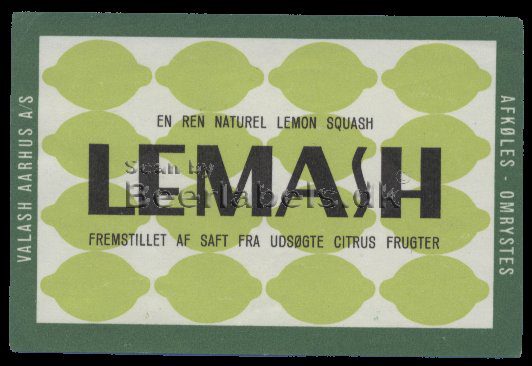 EN REN NATUREL LEMON SQUASH
LEMASH
FREMSTILLET AF SAFT FRA UDSØGTE CITRUS FRUGTER
VALASH AARHUS A/S
AFKØLES - OMRYSTES
Scan by
Beerlabels.dk